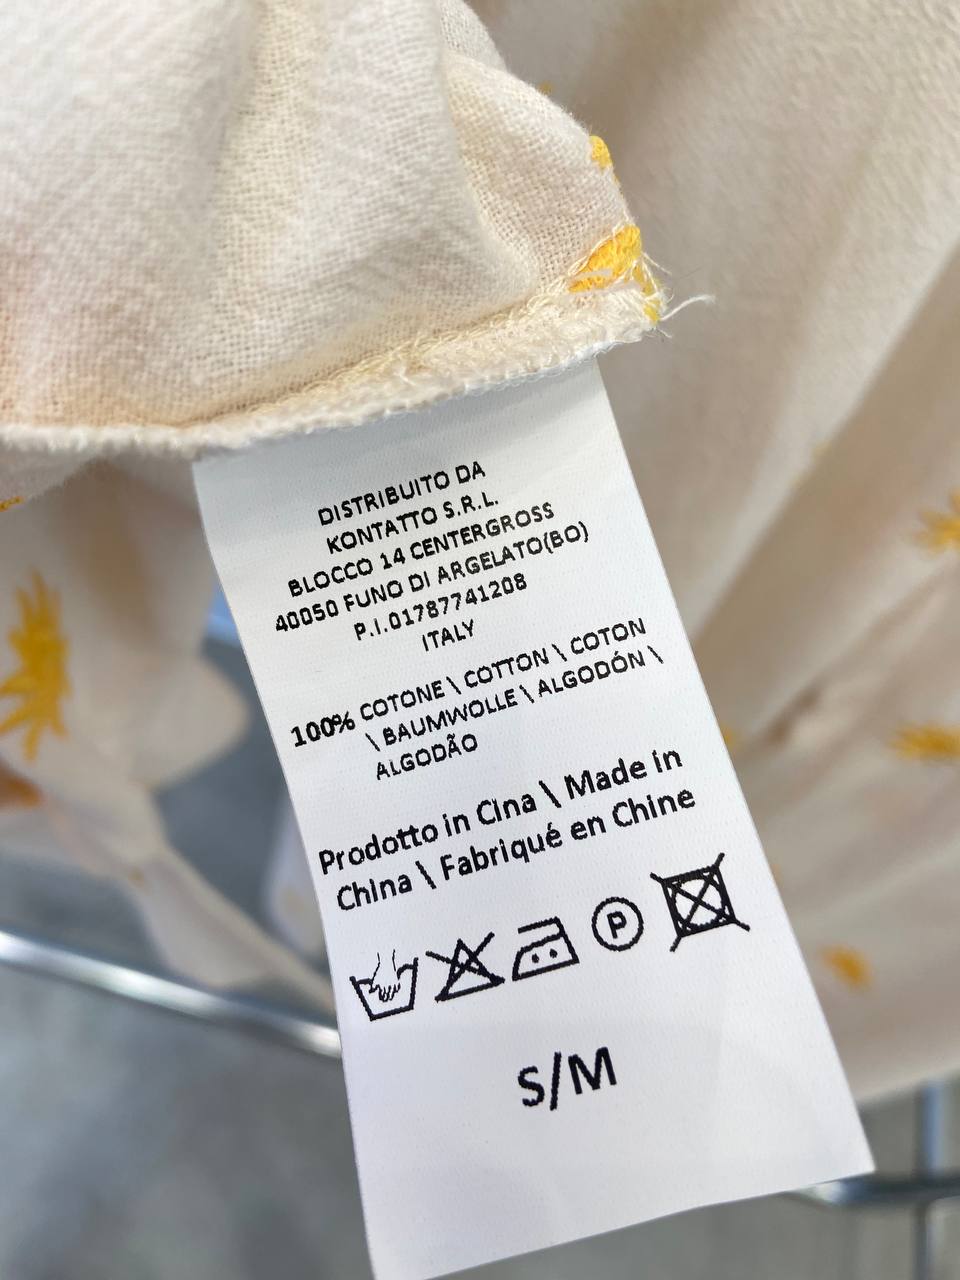 DISTRIBUITO DA
KONTATTO S.R.L.
BLOCCO 14 CENTERGROSS
40050 FUNO DI ARGELATO(BO)
P.I.01787741208
ITALY
100% COTONE \ COTTON \ COTON
\ BAUMWOLLE \ ALGODÓN \
ALGODÃO
Prodotto in Cina \ Made in
China \ Fabriqué en Chine
P
S/M